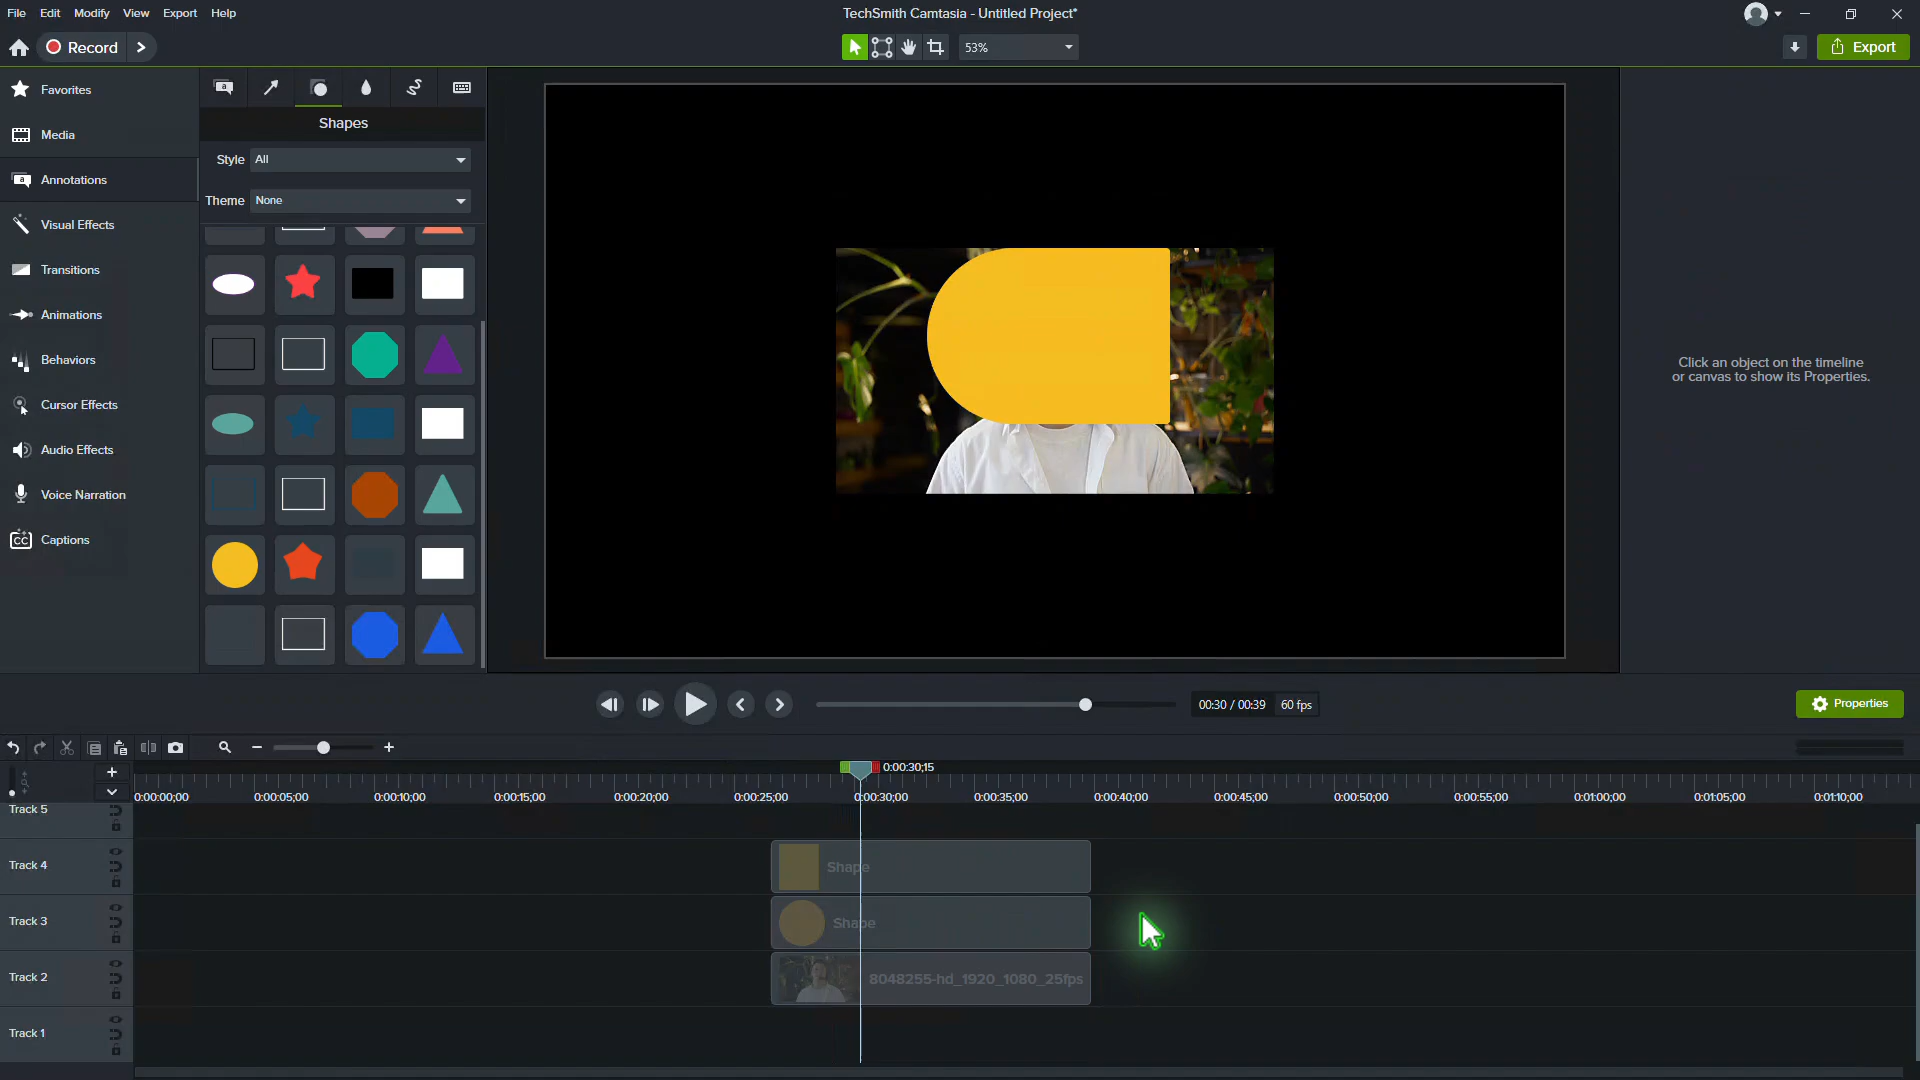 File Edit Modify View Export Help
TechSmith Camtasia - Untitled Project*
Record
53%
Export
Favorites
Media
Annotations
Visual Effects
Transitions
Animations
Behaviors
Cursor Effects
Audio Effects
Voice Narration
Captions
a
Shapes
Style All
Theme None
Click an object on the timeline
or canvas to show its Properties.
00:30 / 00:39 60 fps
Properties
0:00:30;15
0:00:00;00 0:00:05;00 0:00:10;00 0:00:15;00 0:00:20;00 0:00:25;00 0:00:30;00 0:00:35;00 0:00:40;00 0:00:45;00 0:00:50;00 0:00:55;00 0:01:00;00 0:01:05;00 0:01:10;00
Track 5
Track 4
Shape
Track 3
Shape
Track 2
8048255-hd_1920_1080_25fps
Track 1